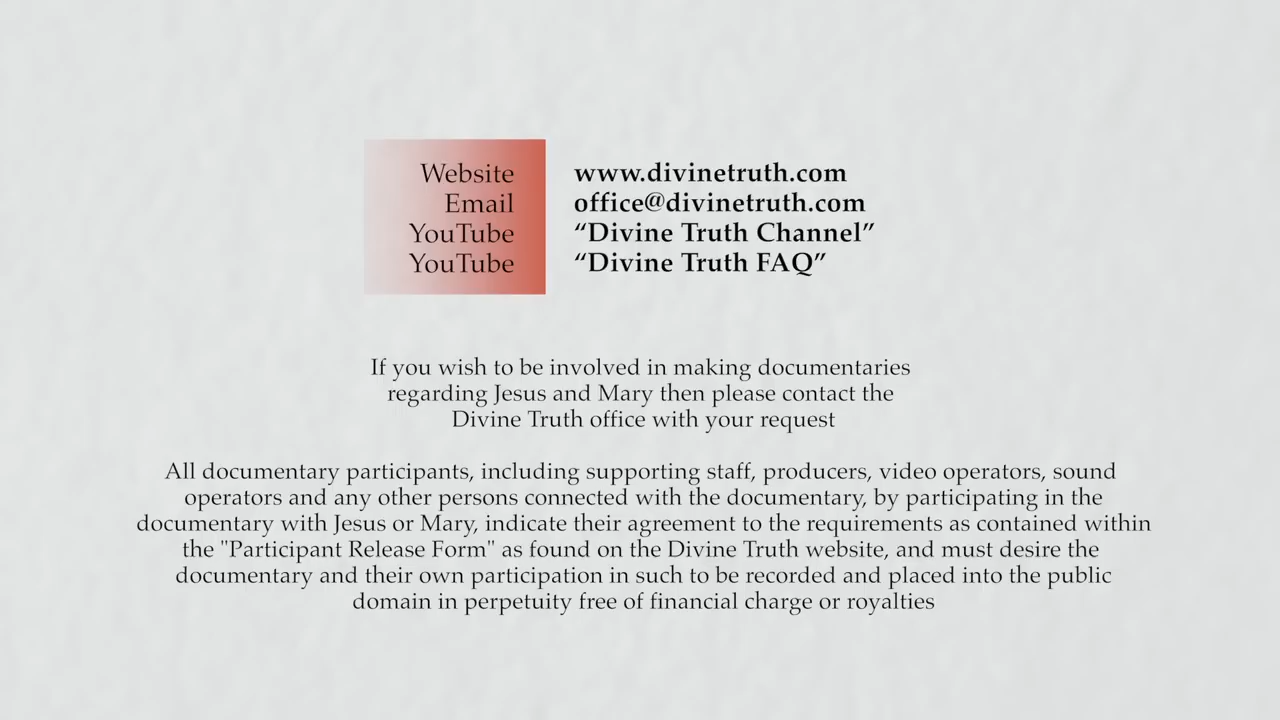 Website www.divinetruth.com
Email office@divinetruth.com
YouTube “Divine Truth Channel”
YouTube “Divine Truth FAQ”
If you wish to be involved in making documentaries
regarding Jesus and Mary then please contact the
Divine Truth office with your request
All documentary participants, including supporting staff, producers, video operators, sound
operators and any other persons connected with the documentary, by participating in the
documentary with Jesus or Mary, indicate their agreement to the requirements as contained within
the "Participant Release Form" as found on the Divine Truth website, and must desire the
documentary and their own participation in such to be recorded and placed into the public
domain in perpetuity free of financial charge or royalties